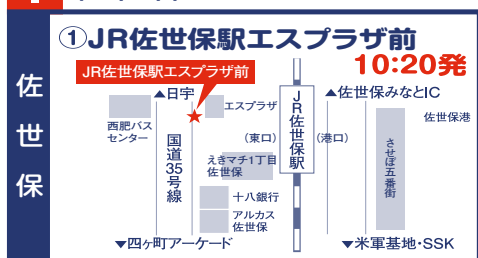 佐世保
①JR佐世保駅エスプラザ前
10:20発
JR佐世保駅エスプラザ前
▲日宇
エスプラザ
▲佐世保みなとIC
佐世保港
西肥バス
センター
国道35号線
(東口)
JR佐世保駅
(港口)
させぼ五番街
えきマチ1丁目
佐世保
十八銀行
アルカス
佐世保
▼四ヶ町アーケード
▼米軍基地・SSK